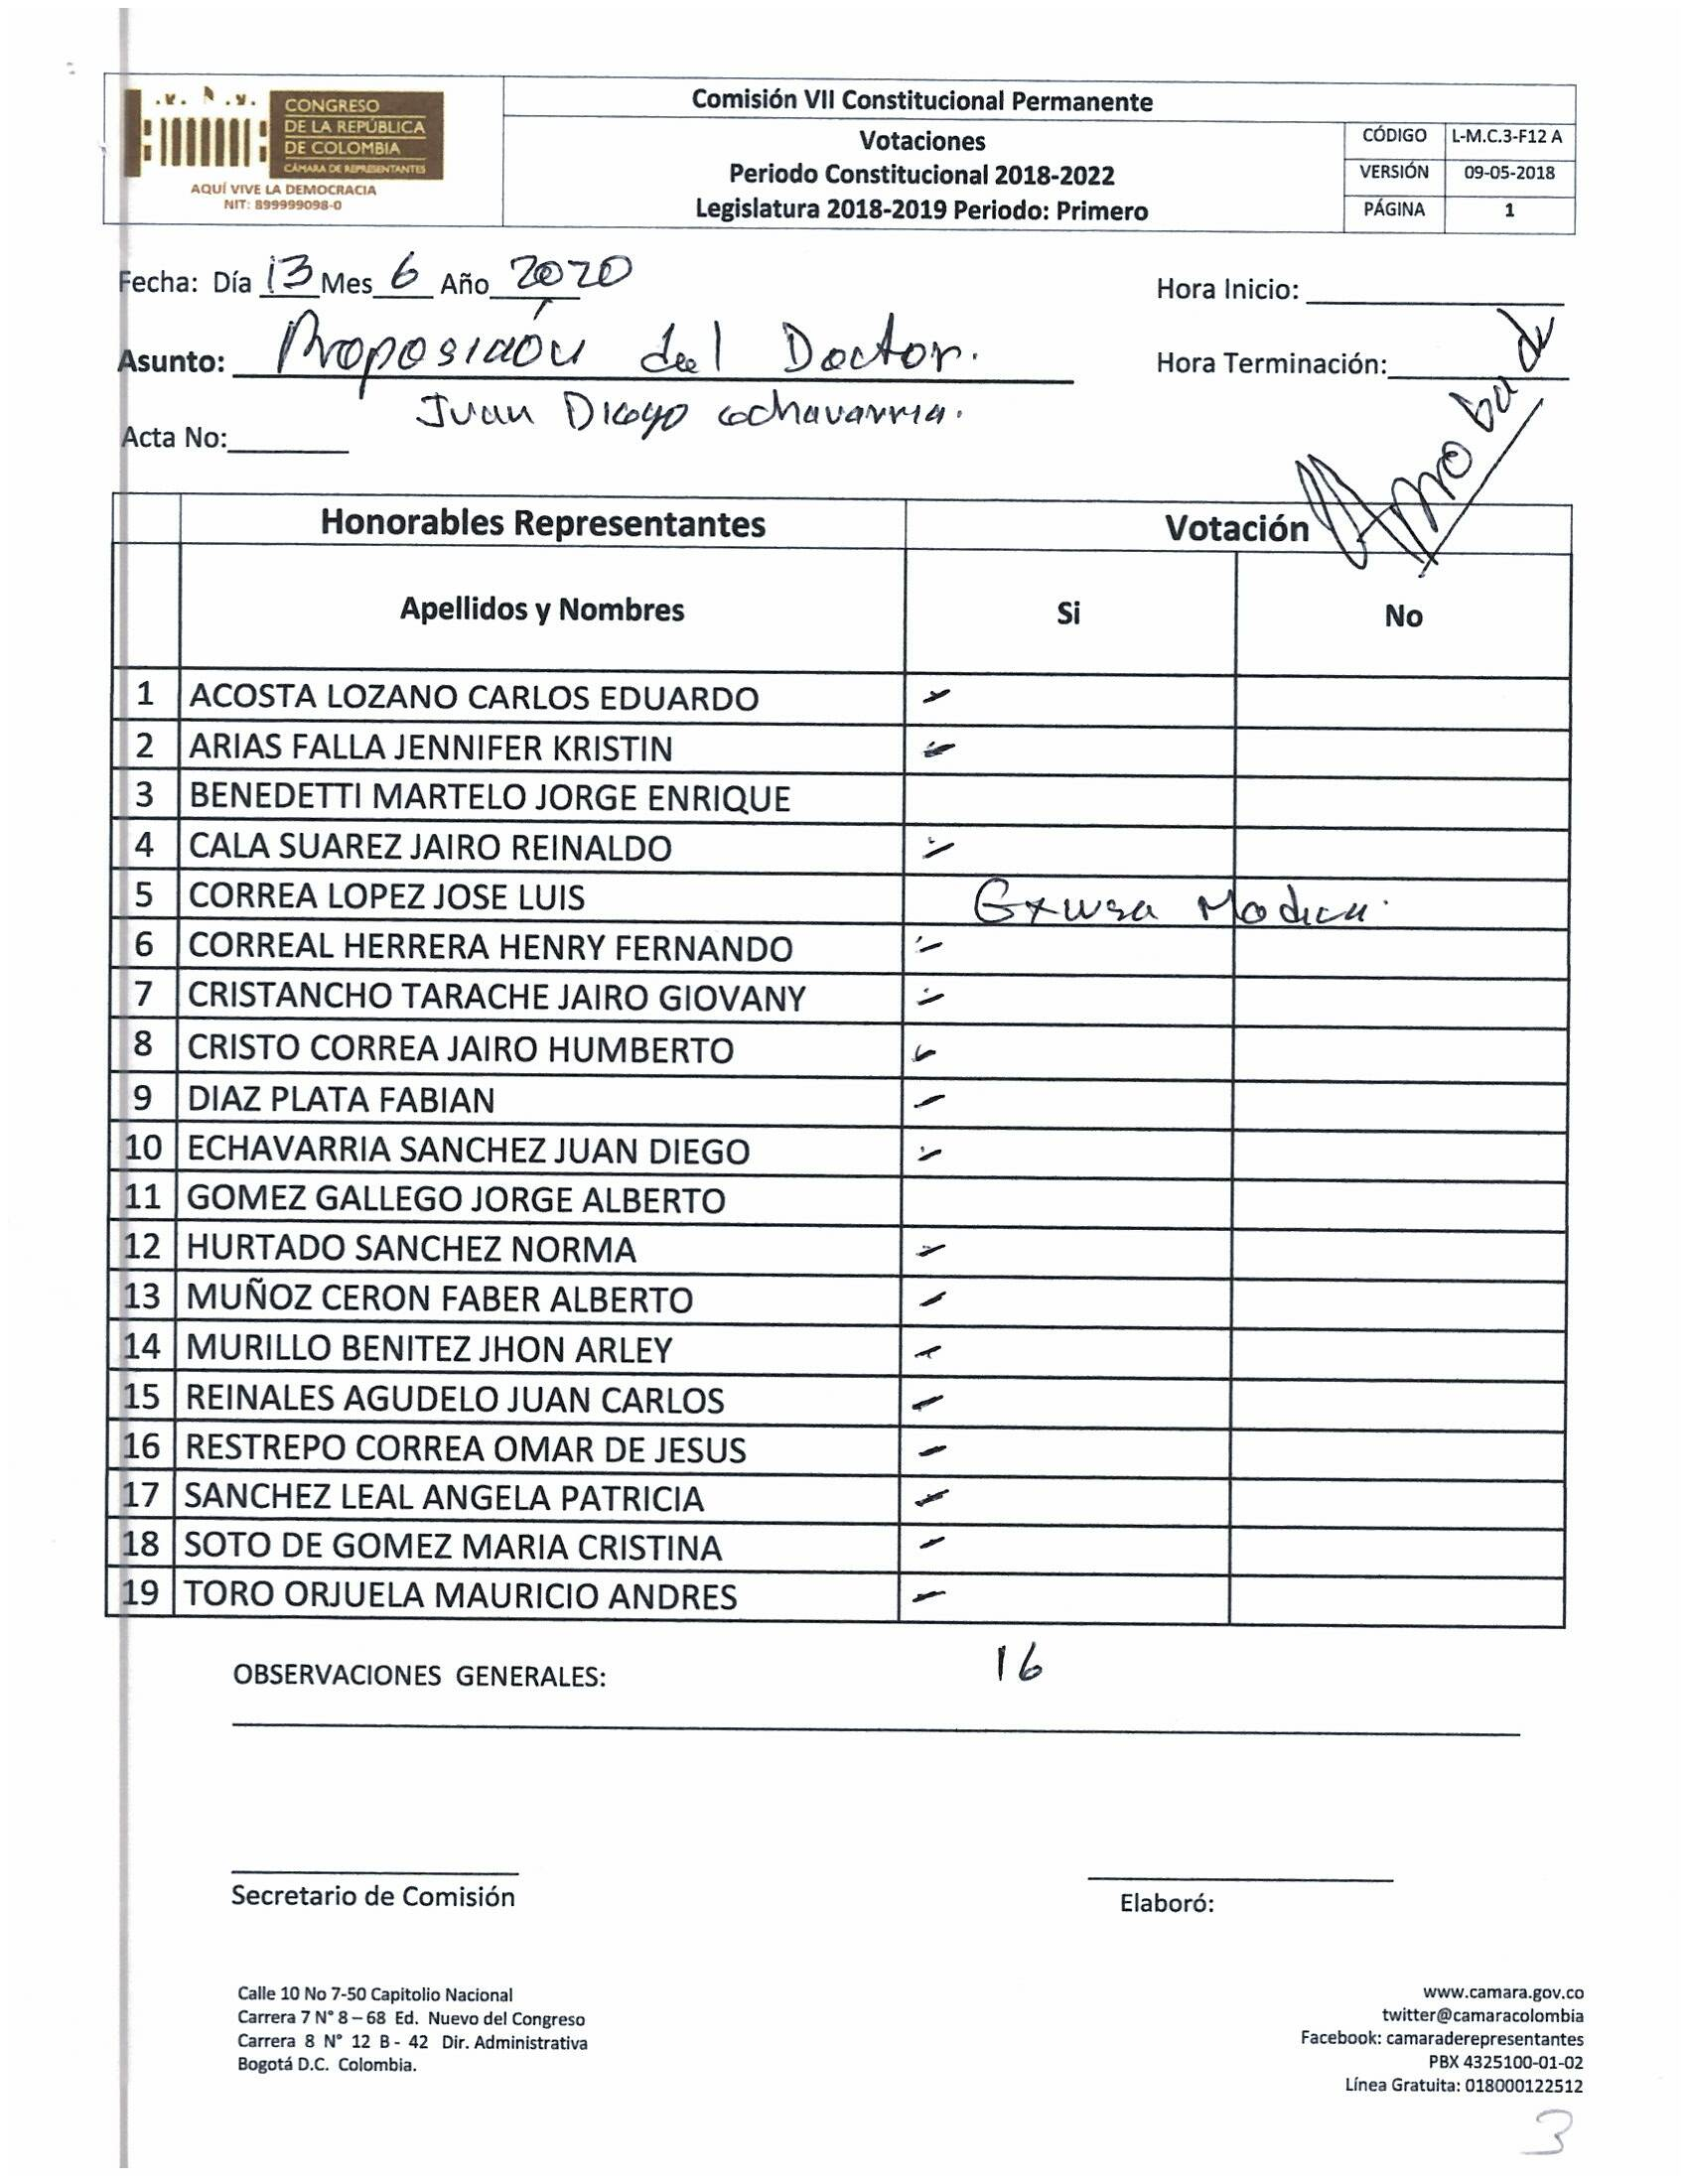 CONGRESO
DE LA REPÚBLICA
DE COLOMBIA
CÁMARA DE REPRESENTANTES
AQUÍ VIVE LA DEMOCRACIA
NIT: 899999098-0
Comisión VII Constitucional Permanente
Votaciones
Periodo Constitucional 2018-2022
Legislatura 2018-2019 Periodo: Primero
CÓDIGO L-M.C.3-F12 A
VERSIÓN 09-05-2018
PÁGINA 1
Fecha: Día 13 Mes 6 Año 2020
Hora Inicio:
Asunto: Proposición del Doctor.
Hora Terminación:
Juan Diego echavarria.
Acta No:
Aprobado
Honorables Representantes Votación
Apellidos y Nombres Si No
1 ACOSTA LOZANO CARLOS EDUARDO
2 ARIAS FALLA JENNIFER KRISTIN
3 BENEDETTI MARTELO JORGE ENRIQUE
4 CALA SUAREZ JAIRO REINALDO
5 CORREA LOPEZ JOSE LUIS Excusa Medica.
6 CORREAL HERRERA HENRY FERNANDO
7 CRISTANCHO TARACHE JAIRO GIOVANY
8 CRISTO CORREA JAIRO HUMBERTO
9 DIAZ PLATA FABIAN
10 ECHAVARRIA SANCHEZ JUAN DIEGO
11 GOMEZ GALLEGO JORGE ALBERTO
12 HURTADO SANCHEZ NORMA
13 MUÑOZ CERON FABER ALBERTO
14 MURILLO BENITEZ JHON ARLEY
15 REINALES AGUDELO JUAN CARLOS
16 RESTREPO CORREA OMAR DE JESUS
17 SANCHEZ LEAL ANGELA PATRICIA
18 SOTO DE GOMEZ MARIA CRISTINA
19 TORO ORJUELA MAURICIO ANDRES
16
OBSERVACIONES GENERALES:
Secretario de Comisión
Elaboró:
Calle 10 No 7-50 Capitolio Nacional
Carrera 7 N° 8 – 68 Ed. Nuevo del Congreso
Carrera 8 N° 12 B - 42 Dir. Administrativa
Bogotá D.C. Colombia.
www.camara.gov.co
twitter@camaracolombia
Facebook: camaraderepresentantes
PBX 4325100-01-02
Línea Gratuita: 018000122512
3